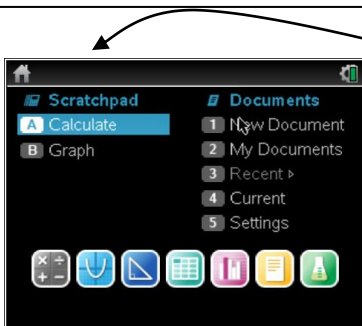 Scratchpad
A Calculate
B Graph
Documents
1 New Document
2 My Documents
3 Recent ▸
4 Current
5 Settings